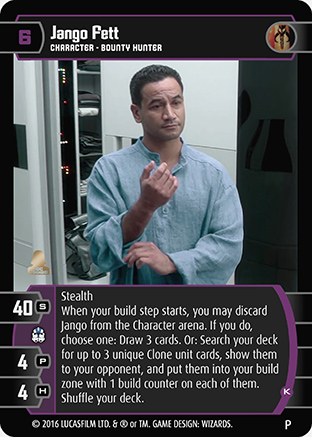 6
Jango Fett
CHARACTER - BOUNTY HUNTER
40 S
4 P
4 H
Stealth
When your build step starts, you may discard
Jango from the Character arena. If you do,
choose one: Draw 3 cards. Or: Search your deck
for up to 3 unique Clone unit cards, show them
to your opponent, and put them into your build
zone with 1 build counter on each of them.
Shuffle your deck.
K
© 2016 LUCASFILM LTD. & ® or TM. GAME DESIGN: WIZARDS.
P